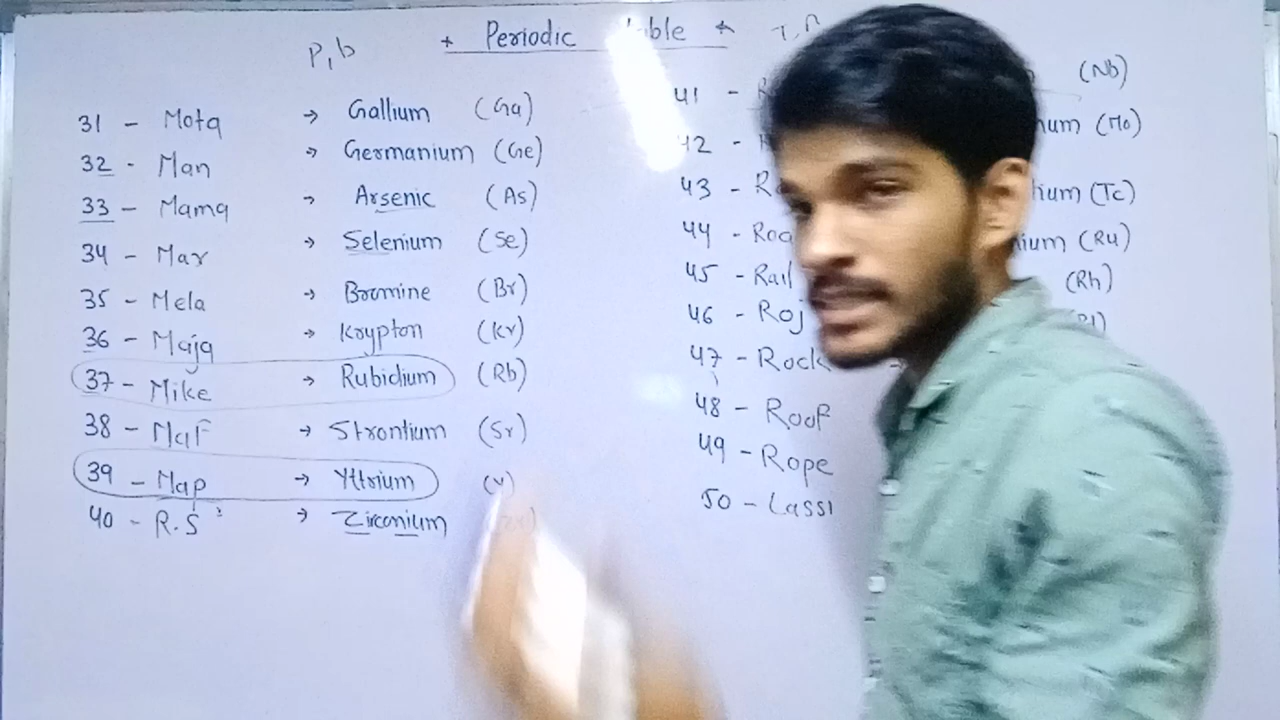 P,b
* Periodic
31 - Mota → Gallium (Ga)
32 - Man → Germanium (Ge)
33 - Mama → Arsenic (As)
34 - Mar → Selenium (Se)
35 - Mela → Bromine (Br)
36 - Maja → Krypton (Kr)
37 - Mike → Rubidium (Rb)
38 - Maf → Strontium (Sr)
39 - Map → Yttrium (Y)
40 - R.S → Zirconium
41 - (Nb)
42 - (Mo)
43 - (Tc)
44 - (Ru)
45 - Rail (Rh)
46 - Roj
47 - Rock
48 - Roof
49 - Rope
50 - Lassi